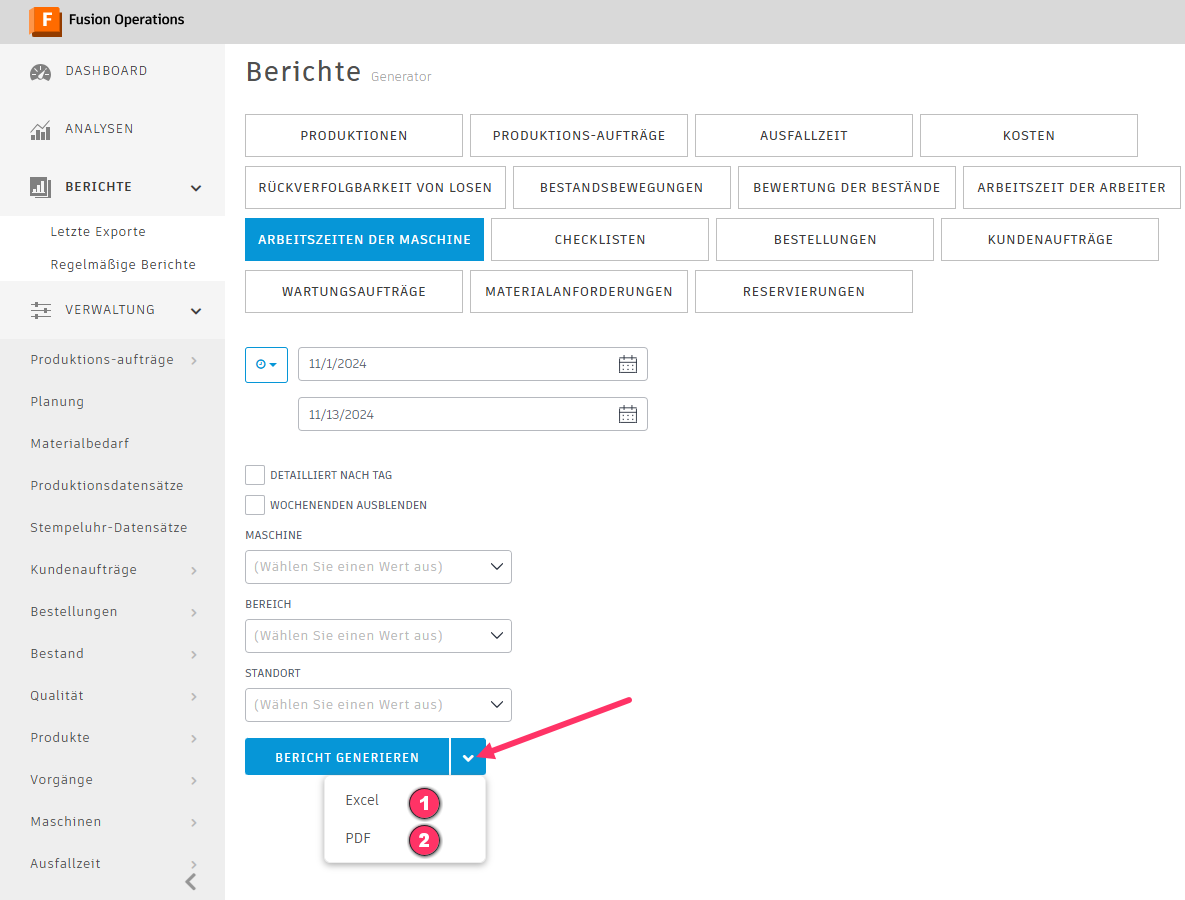 F Fusion Operations
DASHBOARD
ANALYSEN
BERICHTE
Letzte Exporte
Regelmäßige Berichte
VERWALTUNG
Produktions-aufträge
Planung
Materialbedarf
Produktionsdatensätze
Stempeluhr-Datensätze
Kundenaufträge
Bestellungen
Bestand
Qualität
Produkte
Vorgänge
Maschinen
Ausfallzeit
Berichte Generator
PRODUKTIONEN PRODUKTIONS-AUFTRÄGE AUSFALLZEIT KOSTEN
RÜCKVERFOLGBARKEIT VON LOSEN BESTANDSBEWEGUNGEN BEWERTUNG DER BESTÄNDE ARBEITSZEIT DER ARBEITER
ARBEITSZEITEN DER MASCHINE CHECKLISTEN BESTELLUNGEN KUNDENAUFTRÄGE
WARTUNGSAUFTRÄGE MATERIALANFORDERUNGEN RESERVIERUNGEN
11/1/2024
11/13/2024
DETAILLIERT NACH TAG
WOCHENENDEN AUSBLENDEN
MASCHINE
(Wählen Sie einen Wert aus)
BEREICH
(Wählen Sie einen Wert aus)
STANDORT
(Wählen Sie einen Wert aus)
BERICHT GENERIEREN
Excel 1
PDF 2